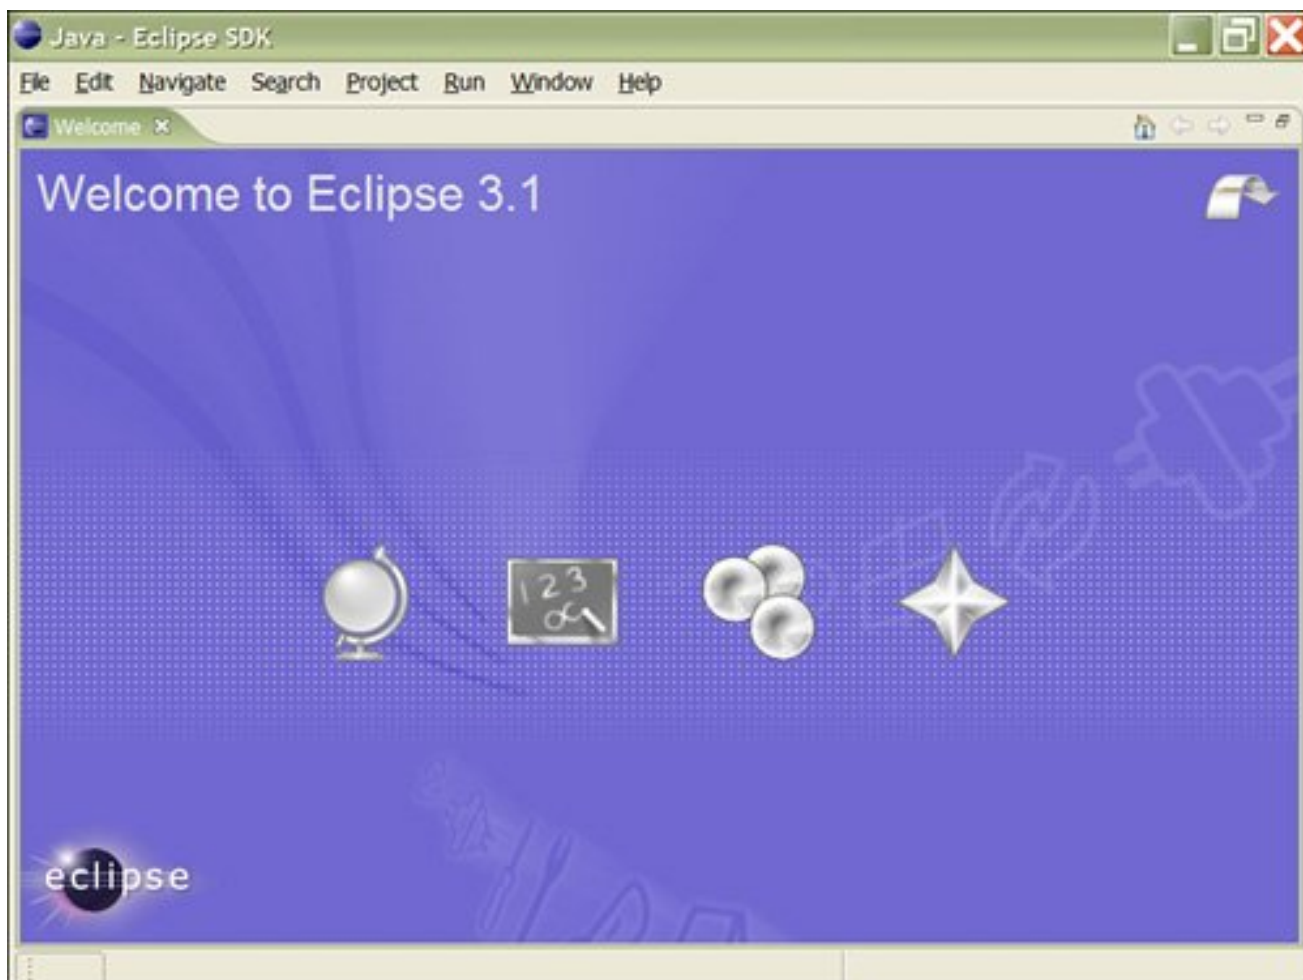 Java - Eclipse SDK
File Edit Navigate Search Project Run Window Help
Welcome
Welcome to Eclipse 3.1
123
eclipse